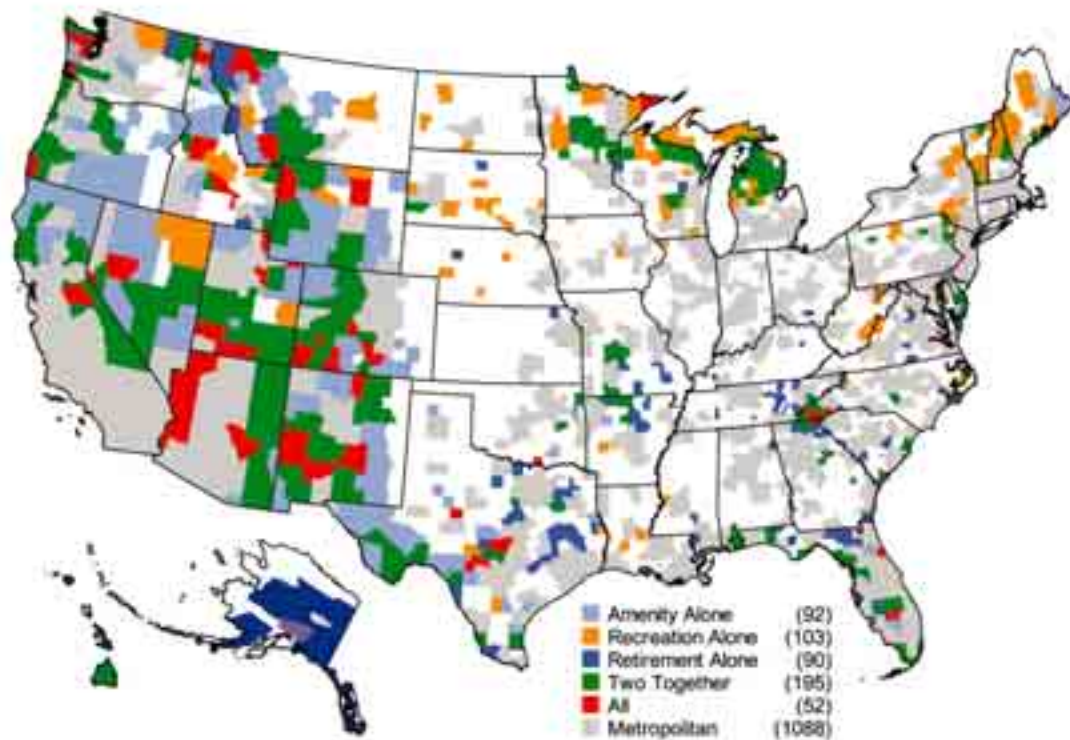 Amenity Alone (92)
Recreation Alone (103)
Retirement Alone (90)
Two Together (195)
All (52)
Metropolitan (1088)